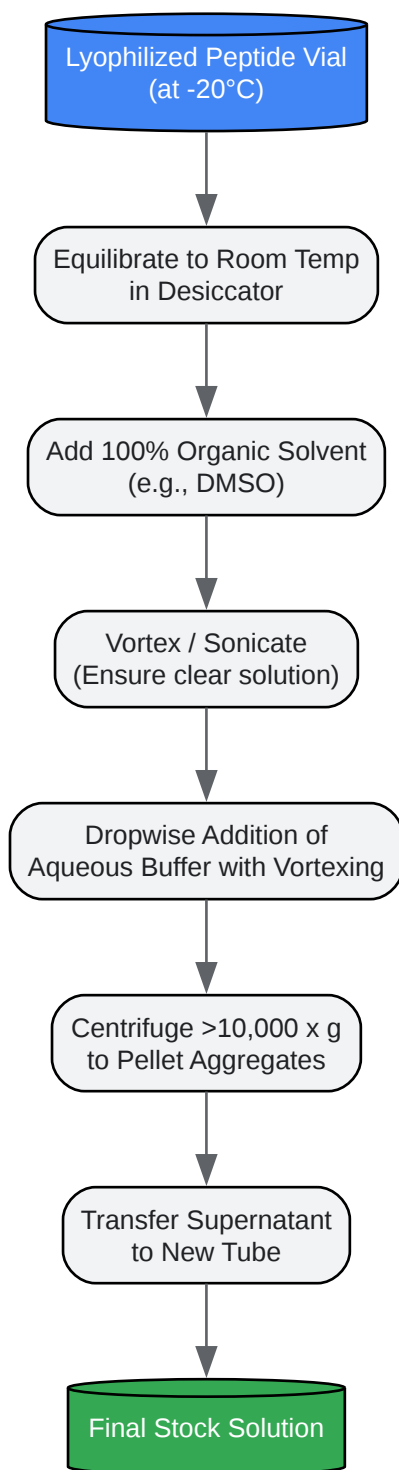 Lyophilized Peptide Vial
(at -20°C)
Equilibrate to Room Temp
in Desiccator
Add 100% Organic Solvent
(e.g., DMSO)
Vortex / Sonicate
(Ensure clear solution)
Dropwise Addition of
Aqueous Buffer with Vortexing
Centrifuge >10,000 x g
to Pellet Aggregates
Transfer Supernatant
to New Tube
Final Stock Solution